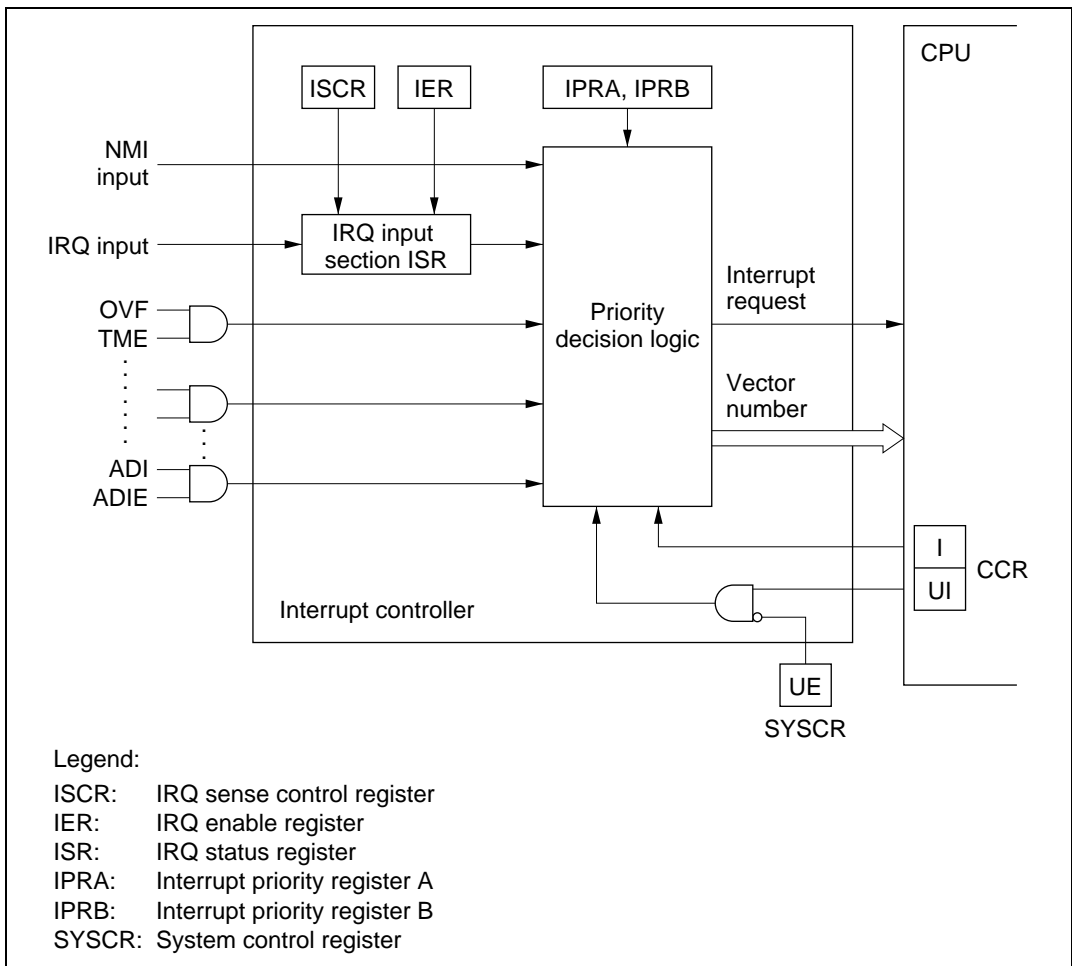 CPU
ISCR
IER
IPRA, IPRB
NMI
input
IRQ input
IRQ input
section ISR
OVF
TME
Priority
decision logic
Interrupt
request
Vector
number
ADI
ADIE
I
UI
CCR
Interrupt controller
UE
SYSCR
Legend:
ISCR: IRQ sense control register
IER: IRQ enable register
ISR: IRQ status register
IPRA: Interrupt priority register A
IPRB: Interrupt priority register B
SYSCR: System control register